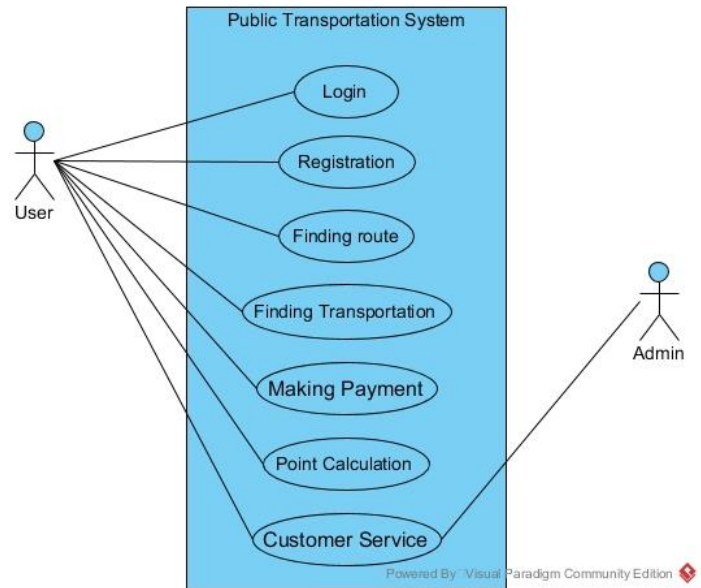 Public Transportation System
Login
Registration
User
Finding route
Finding Transportation
Admin
Making Payment
Point Calculation
Customer Service
Powered By Visual Paradigm Community Edition